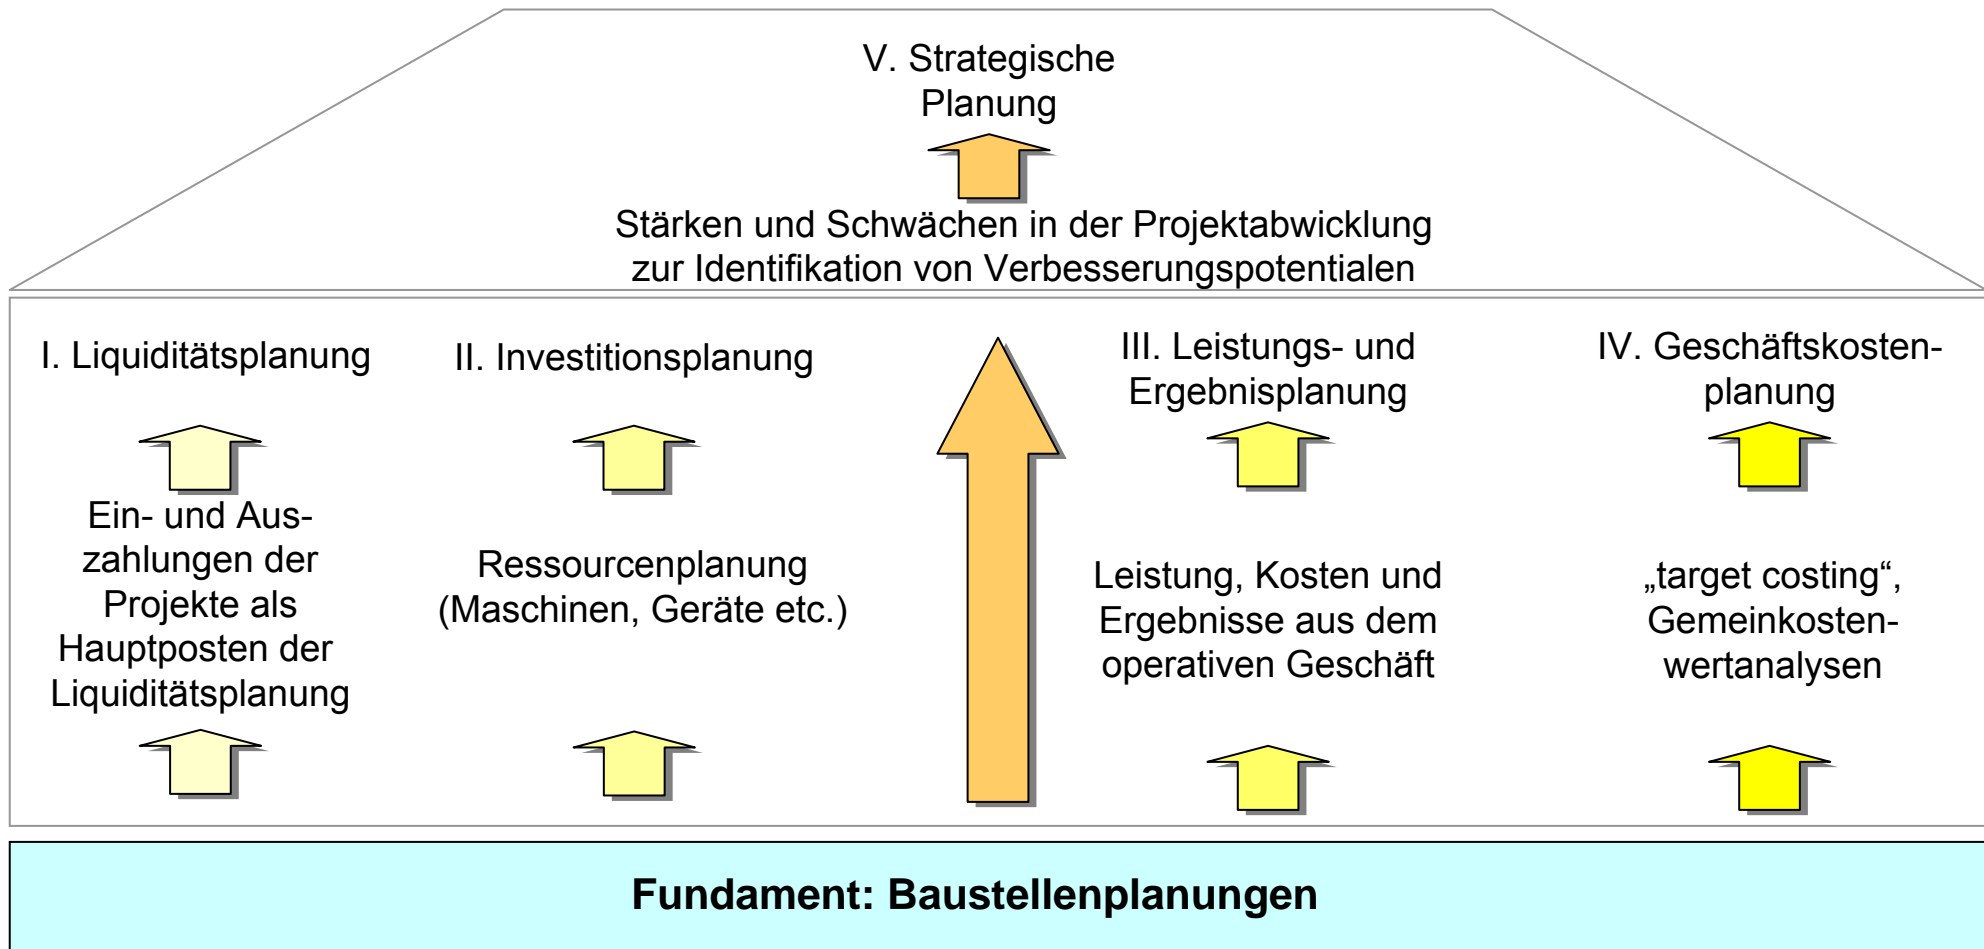 V. Strategische
Planung
Stärken und Schwächen in der Projektabwicklung
zur Identifikation von Verbesserungspotentialen
I. Liquiditätsplanung
Ein- und Aus-
zahlungen der
Projekte als
Hauptposten der
Liquiditätsplanung
II. Investitionsplanung
Ressourcenplanung
(Maschinen, Geräte etc.)
III. Leistungs- und
Ergebnisplanung
Leistung, Kosten und
Ergebnisse aus dem
operativen Geschäft
IV. Geschäftskosten-
planung
„target costing“,
Gemeinkosten-
wertanalysen
Fundament: Baustellenplanungen